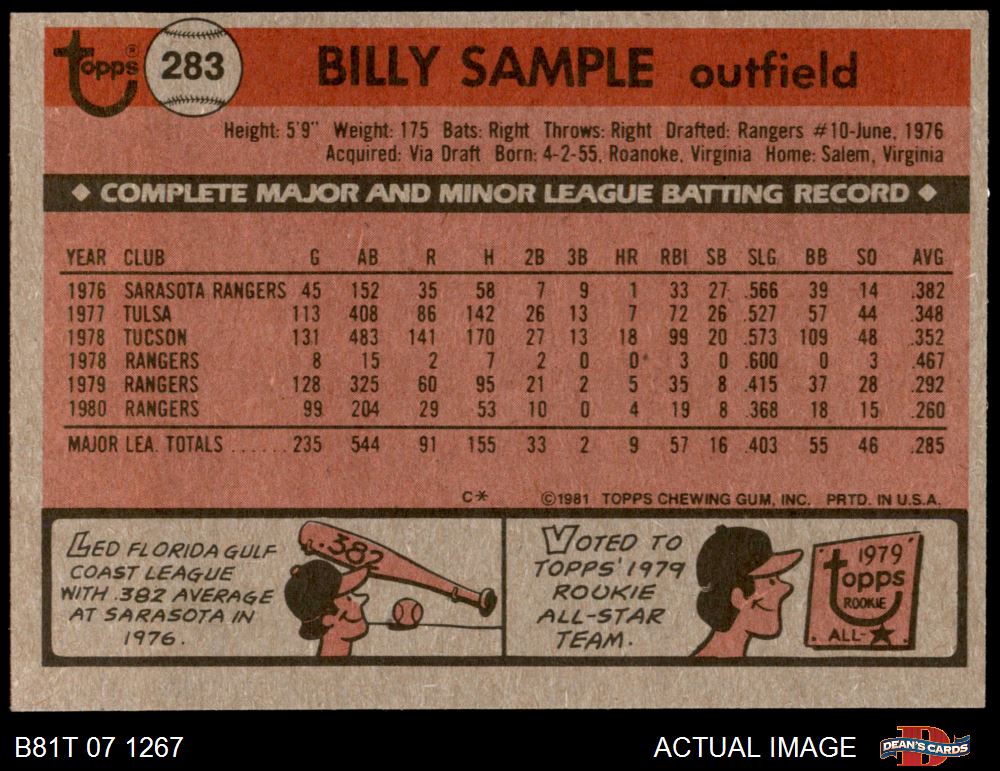 topps® 283 BILLY SAMPLE outfield
Height: 5'9" Weight: 175 Bats: Right Throws: Right Drafted: Rangers #10-June, 1976
Acquired: Via Draft Born: 4-2-55, Roanoke, Virginia Home: Salem, Virginia
◆ COMPLETE MAJOR AND MINOR LEAGUE BATTING RECORD ◆
YEAR CLUB G AB R H 2B 3B HR RBI SB SLG BB SO AVG
1976 SARASOTA RANGERS 45 152 35 58 7 9 1 33 27 .566 39 14 .382
1977 TULSA 113 408 86 142 26 13 7 72 26 .527 57 44 .348
1978 TUCSON 131 483 141 170 27 13 18 99 20 .573 109 48 .352
1978 RANGERS 8 15 2 7 2 0 0 3 0 .600 0 3 .467
1979 RANGERS 128 325 60 95 21 2 5 35 8 .415 37 28 .292
1980 RANGERS 99 204 29 53 10 0 4 19 8 .368 18 15 .260
MAJOR LEA. TOTALS ...... 235 544 91 155 33 2 9 57 16 .403 55 46 .285
C* ©1981 TOPPS CHEWING GUM, INC. PRTD. IN U.S.A.
LED FLORIDA GULF
COAST LEAGUE
WITH .382 AVERAGE
AT SARASOTA IN
1976.
.382
VOTED TO
TOPPS' 1979
ROOKIE
ALL-STAR
TEAM.
1979
topps
ROOKIE
ALL-★
B81T 07 1267 ACTUAL IMAGE DEAN'S CARDS